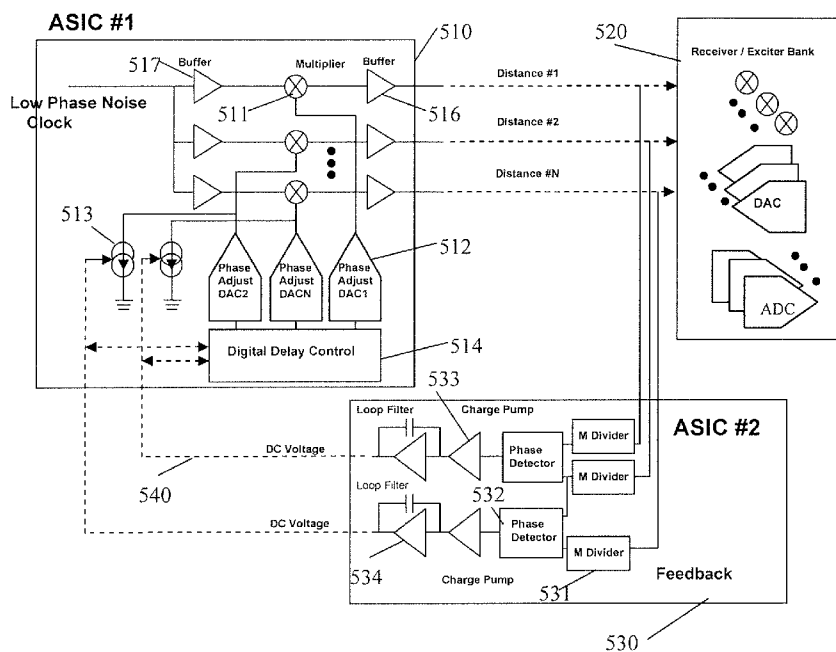 ASIC #1
510
520
517
Buffer
Multiplier
Buffer
Receiver / Exciter Bank
Low Phase Noise
Clock
511
516
Distance #1
Distance #2
Distance #N
DAC
ADC
513
512
Phase
Adjust
DAC2
Phase
Adjust
DACN
Phase
Adjust
DAC1
Digital Delay Control
514
533
Loop Filter
Charge Pump
ASIC #2
M Divider
Phase
Detector
M Divider
DC Voltage
540
Loop Filter
532
Phase
Detector
M Divider
DC Voltage
534
Charge Pump
531
Feedback
530